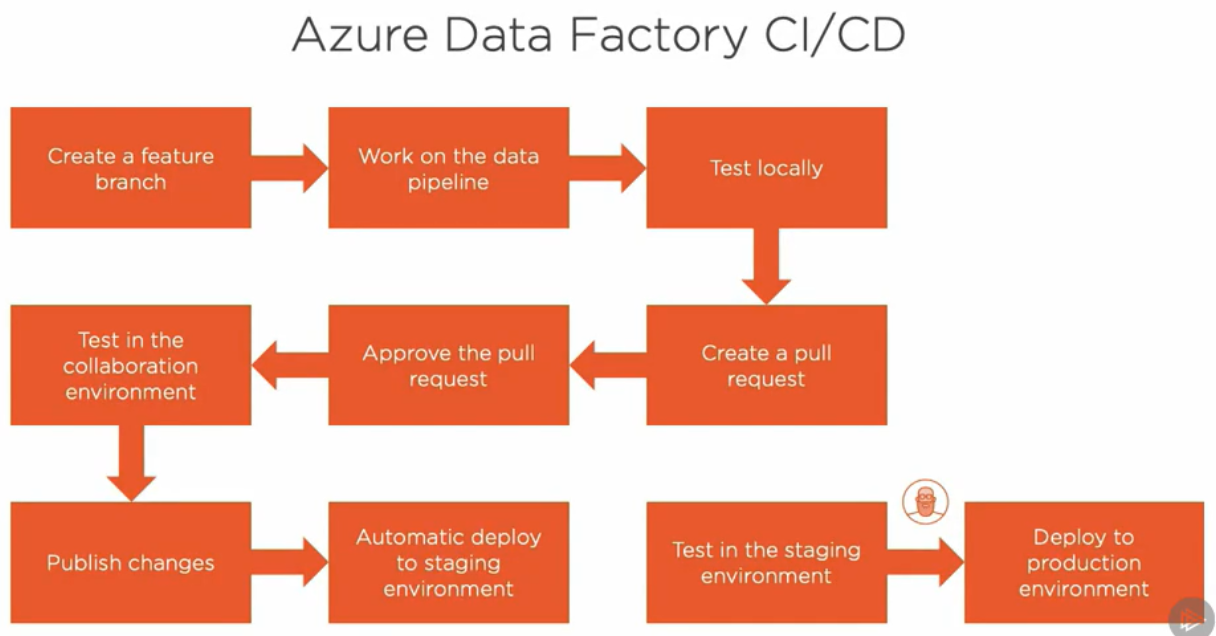 Azure Data Factory CI/CD
Create a feature
branch
Work on the data
pipeline
Test locally
Create a pull
request
Approve the pull
request
Test in the
collaboration
environment
Publish changes
Automatic deploy
to staging
environment
Test in the staging
environment
Deploy to
production
environment